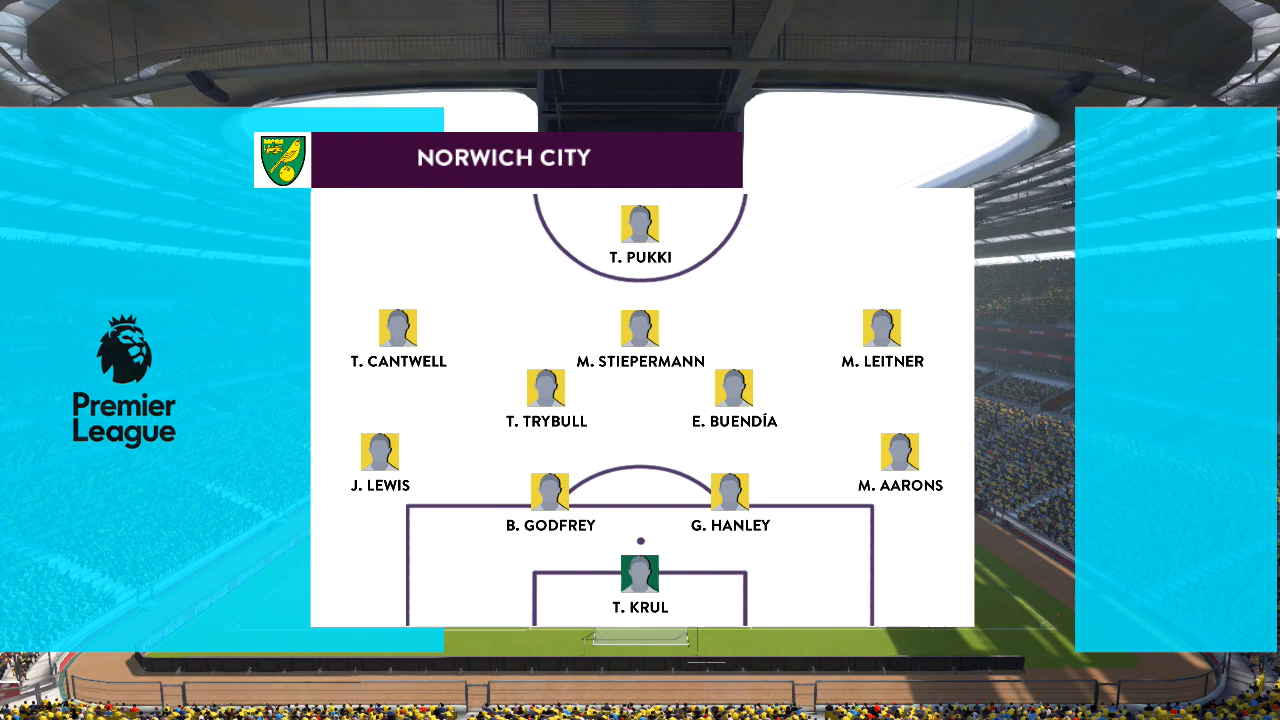 NORWICH CITY
T. PUKKI
T. CANTWELL
M. STIEPERMANN
M. LEITNER
T. TRYBULL
E. BUENDÍA
J. LEWIS
M. AARONS
B. GODFREY
G. HANLEY
T. KRUL
Premier
League